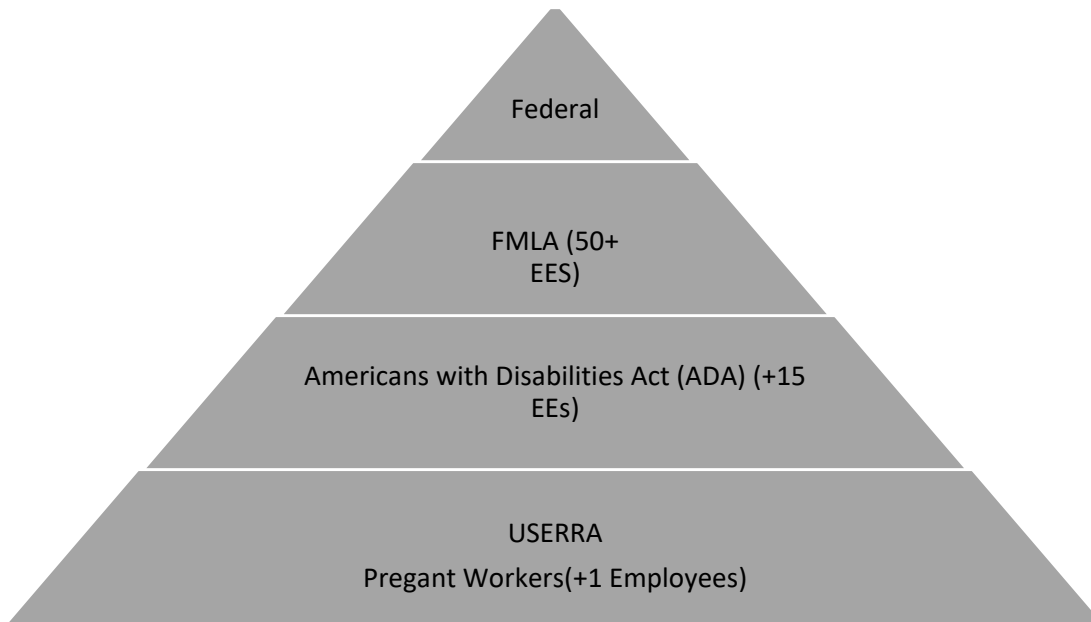 Federal
FMLA (50+
EES)
Americans with Disabilities Act (ADA) (+15
EEs)
USERRA
Pregant Workers(+1 Employees)